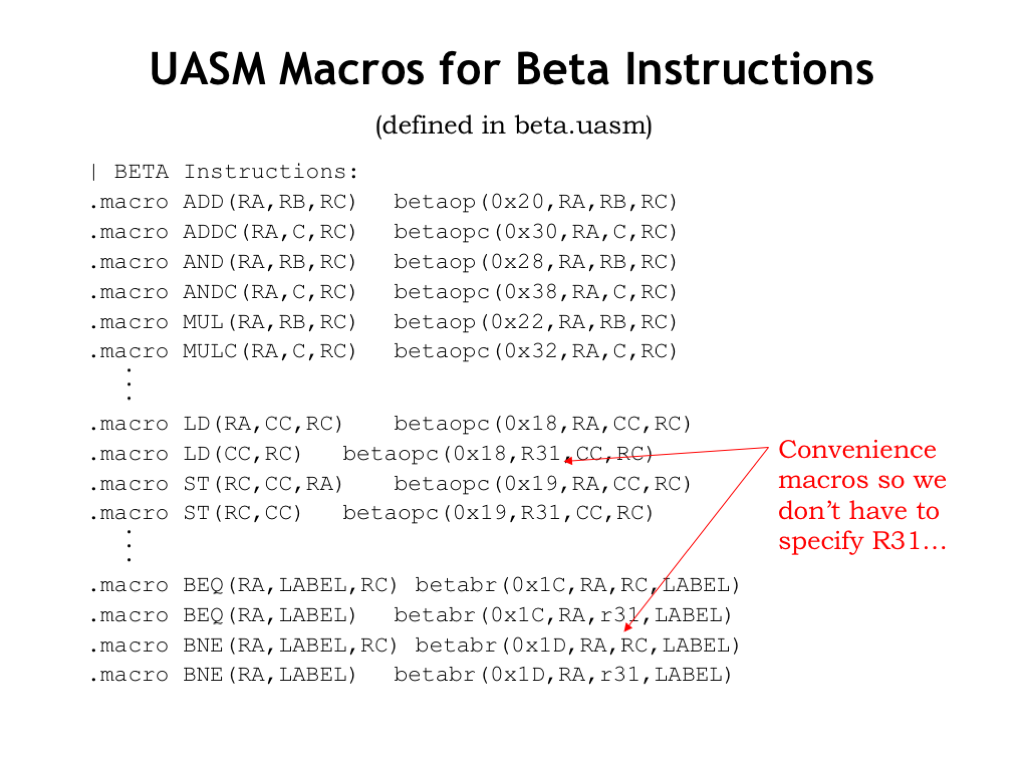 UASM Macros for Beta Instructions
(defined in beta.uasm)
| BETA Instructions:
.macro ADD(RA,RB,RC) betaop(0x20,RA,RB,RC)
.macro ADDC(RA,C,RC) betaopc(0x30,RA,C,RC)
.macro AND(RA,RB,RC) betaop(0x28,RA,RB,RC)
.macro ANDC(RA,C,RC) betaopc(0x38,RA,C,RC)
.macro MUL(RA,RB,RC) betaop(0x22,RA,RB,RC)
.macro MULC(RA,C,RC) betaopc(0x32,RA,C,RC)
:
.
.macro LD(RA,CC,RC) betaopc(0x18,RA,CC,RC)
.macro LD(CC,RC) betaopc(0x18,R31,CC,RC)
.macro ST(RC,CC,RA) betaopc(0x19,RA,CC,RC)
.macro ST(RC,CC) betaopc(0x19,R31,CC,RC)
:
.
.macro BEQ(RA,LABEL,RC) betabr(0x1C,RA,RC,LABEL)
.macro BEQ(RA,LABEL) betabr(0x1C,RA,r31,LABEL)
.macro BNE(RA,LABEL,RC) betabr(0x1D,RA,RC,LABEL)
.macro BNE(RA,LABEL) betabr(0x1D,RA,r31,LABEL)
Convenience
macros so we
don’t have to
specify R31…